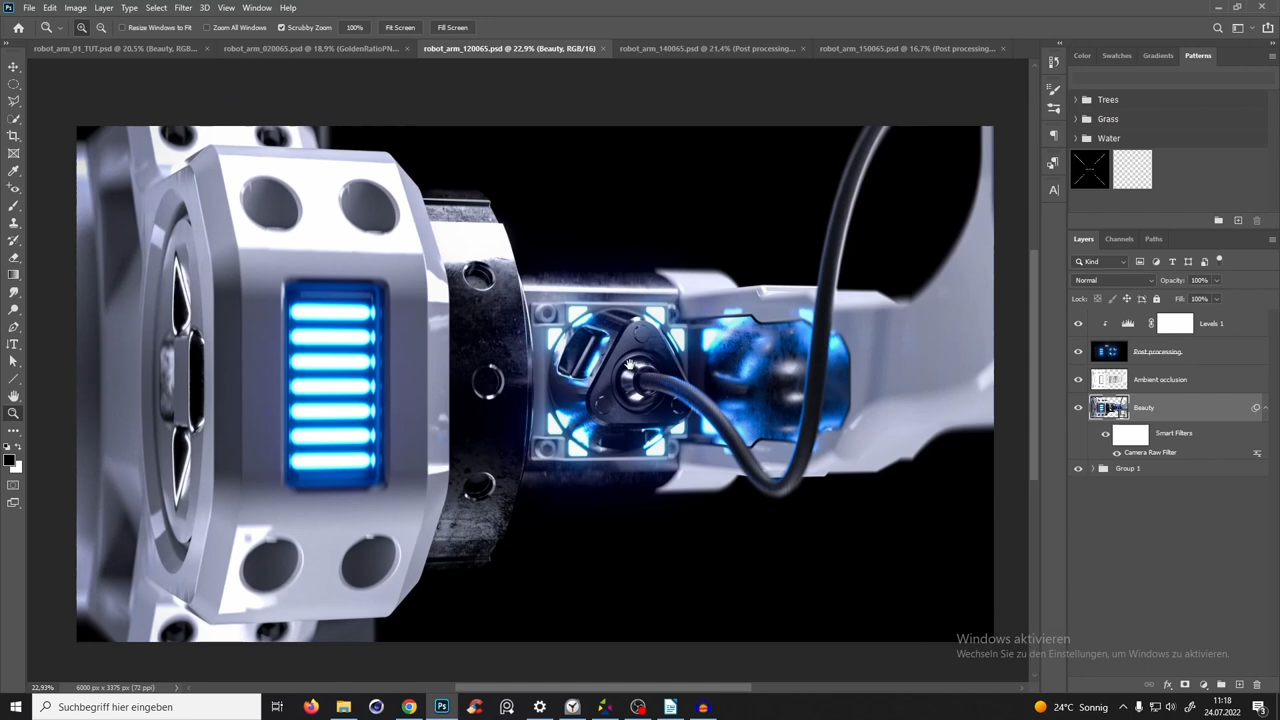 Ps File Edit Image Layer Type Select Filter 3D View Plug-ins Window Help
Resize Windows to Fit Zoom All Windows Scrubby Zoom 100% Fit Screen Fill Screen
robot_arm_01_TUT.psd @ 20,5% (Beauty, RGB... × robot_arm_020065.psd @ 18,9% (GoldenRatioPN... × robot_arm_120065.psd @ 22,9% (Beauty, RGB/16) × robot_arm_140065.psd @ 21,4% (Post processing... × robot_arm_150065.psd @ 16,7% (Post processing... ×
Color Swatches Gradients Patterns
Trees
Grass
Water
Layers Channels Paths
Kind
Normal Opacity: 100%
Lock: Fill: 100%
Levels 1
Post processing
Ambient occlusion
Beauty
Smart Filters
Camera Raw Filter
Group 1
Windows aktivieren
Wechseln Sie zu den Einstellungen, um Windows zu aktivieren.
22,93% 6000 px x 3375 px (72 ppi)
Suchbegriff hier eingeben
24°C Sonnig
11:18
24.07.2022